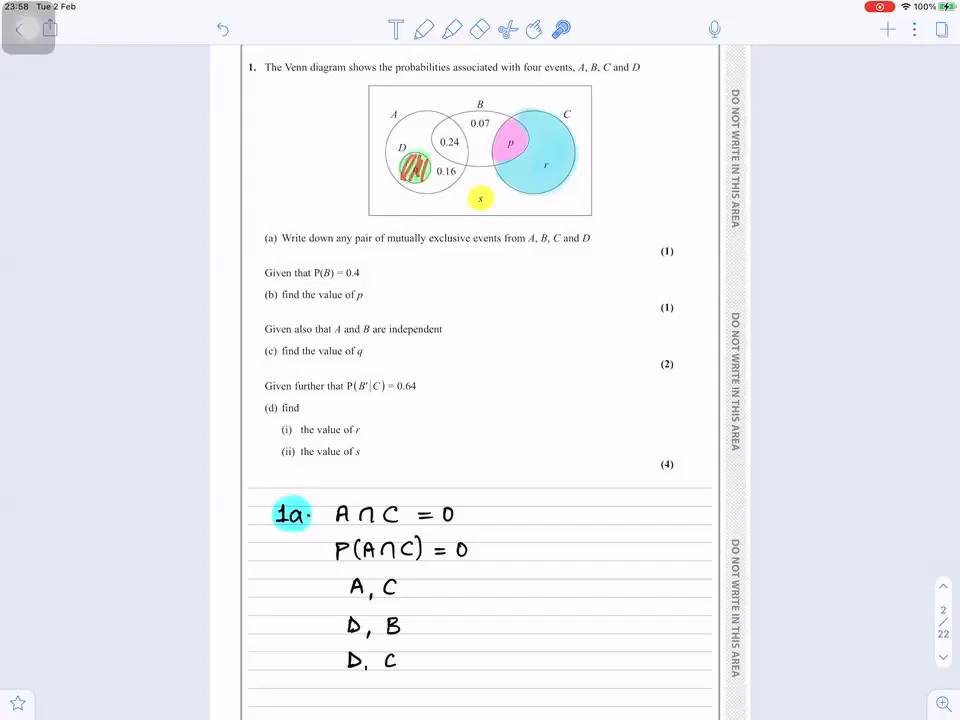 23:58 Tue 2 Feb
100%
1. The Venn diagram shows the probabilities associated with four events, A, B, C and D
B
A
C
0.07
0.24
p
D
r
0.16
s
(a) Write down any pair of mutually exclusive events from A, B, C and D
(1)
Given that P(B) = 0.4
(b) find the value of p
(1)
Given also that A and B are independent
(c) find the value of q
(2)
Given further that P(B′|C) = 0.64
(d) find
(i) the value of r
(ii) the value of s
(4)
1a. A ∩ C = 0
P(A ∩ C) = 0
A, C
D, B
D, C
DO NOT WRITE IN THIS AREA
DO NOT WRITE IN THIS AREA
DO NOT WRITE IN THIS AREA
2
/
22